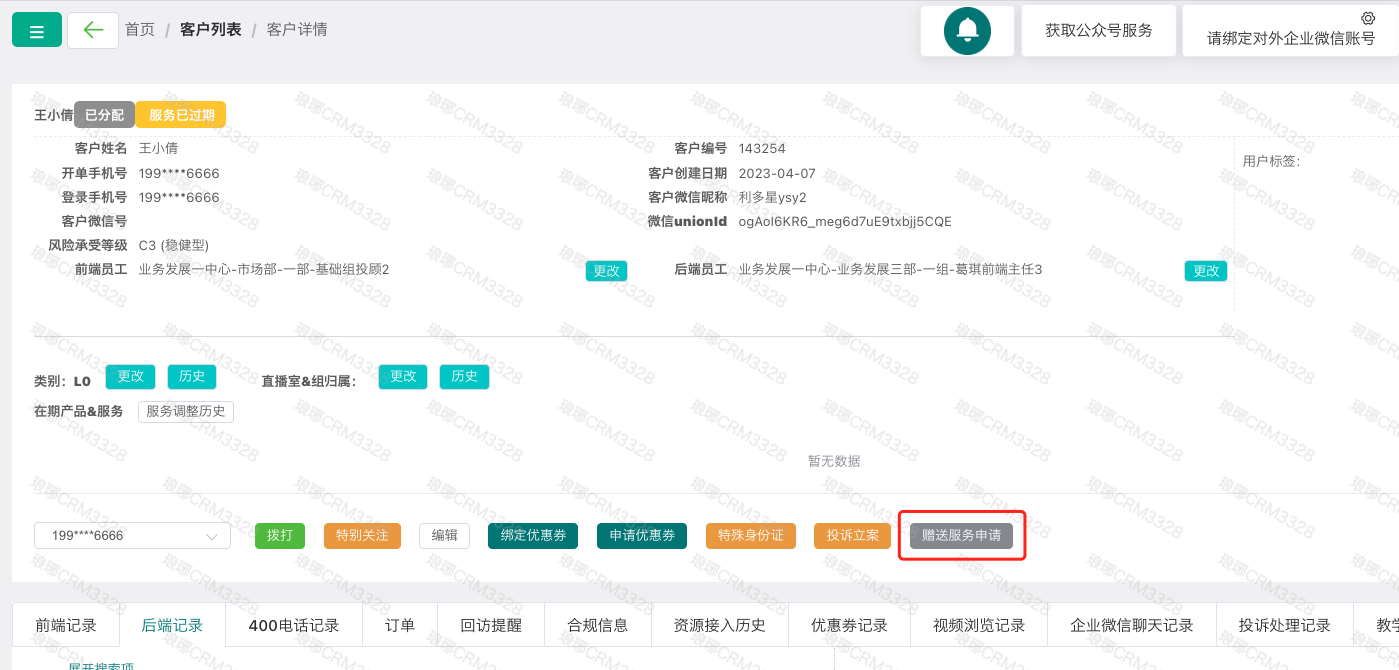 首页 / 客户列表 / 客户详情
获取公众号服务
请绑定对外企业微信账号
王小倩 已分配 服务已过期
客户姓名 王小倩 客户编号 143254
用户标签：
开单手机号 199****6666 客户创建日期 2023-04-07
登录手机号 199****6666 客户微信昵称 利多星ysy2
客户微信号 微信unionId ogAoI6KR6_meg6d7uE9txbjj5CQE
风险承受等级 C3 (稳健型)
前端员工 业务发展一中心-市场部-一部-基础组投顾2 更改 后端员工 业务发展一中心-业务发展三部-一组-葛琪前端主任3 更改
类别：L0 更改 历史 直播室&组归属： 更改 历史
在期产品&服务 服务调整历史
暂无数据
199****6666 拨打 特别关注 编辑 绑定优惠券 申请优惠券 特殊身份证 投诉立案 赠送服务申请
前端记录 后端记录 400电话记录 订单 回访提醒 合规信息 资源接入历史 优惠券记录 视频浏览记录 企业微信聊天记录 投诉处理记录 教学
展开搜索项
琅琊CRM3328